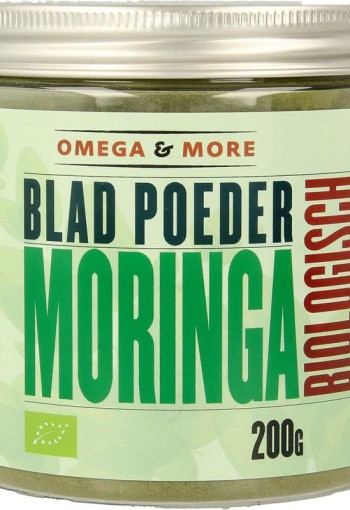 OMEGA & MORE
BLAD POEDER
MORINGA
BIOLOGISCH
200G